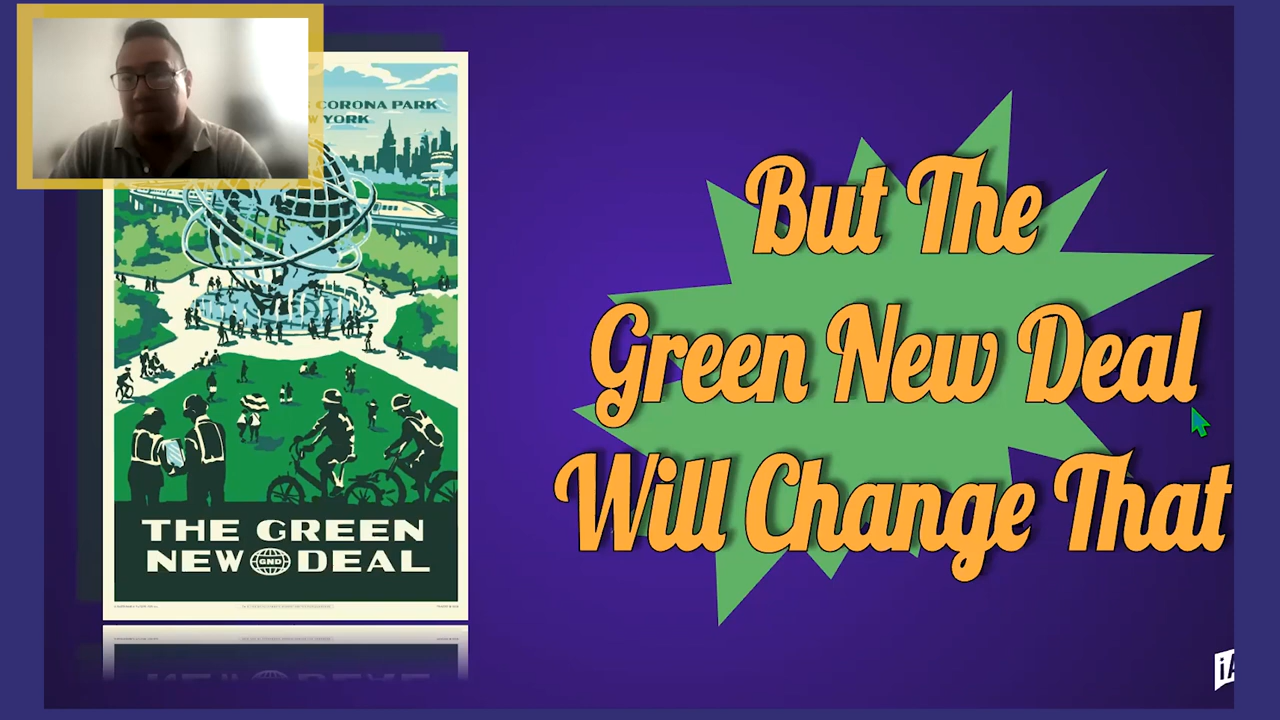 CORONA PARK
YORK
THE GREEN
NEW GND DEAL
But The
Green New Deal
Will Change That